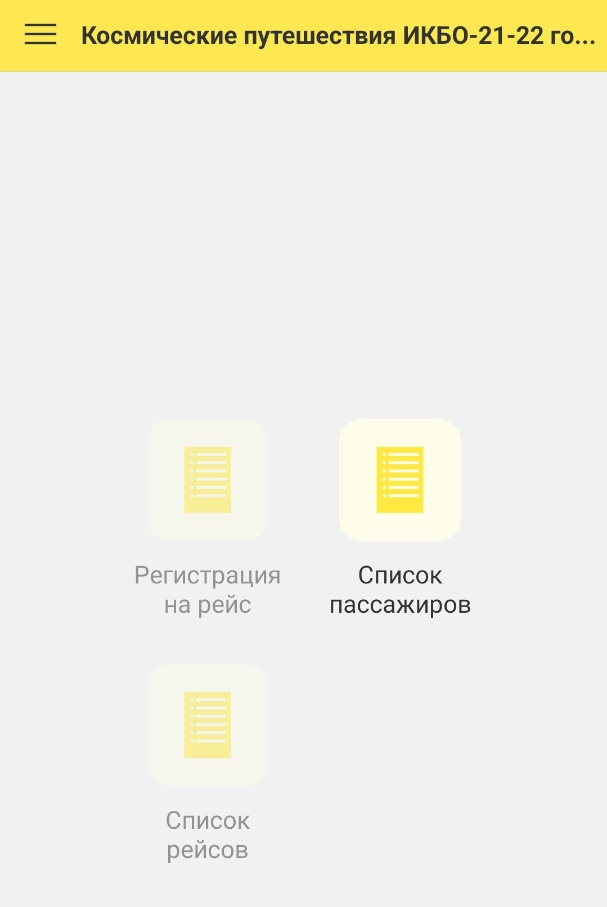 Космические путешествия ИКБО-21-22 го...
Регистрация
на рейс
Список
пассажиров
Список
рейсов